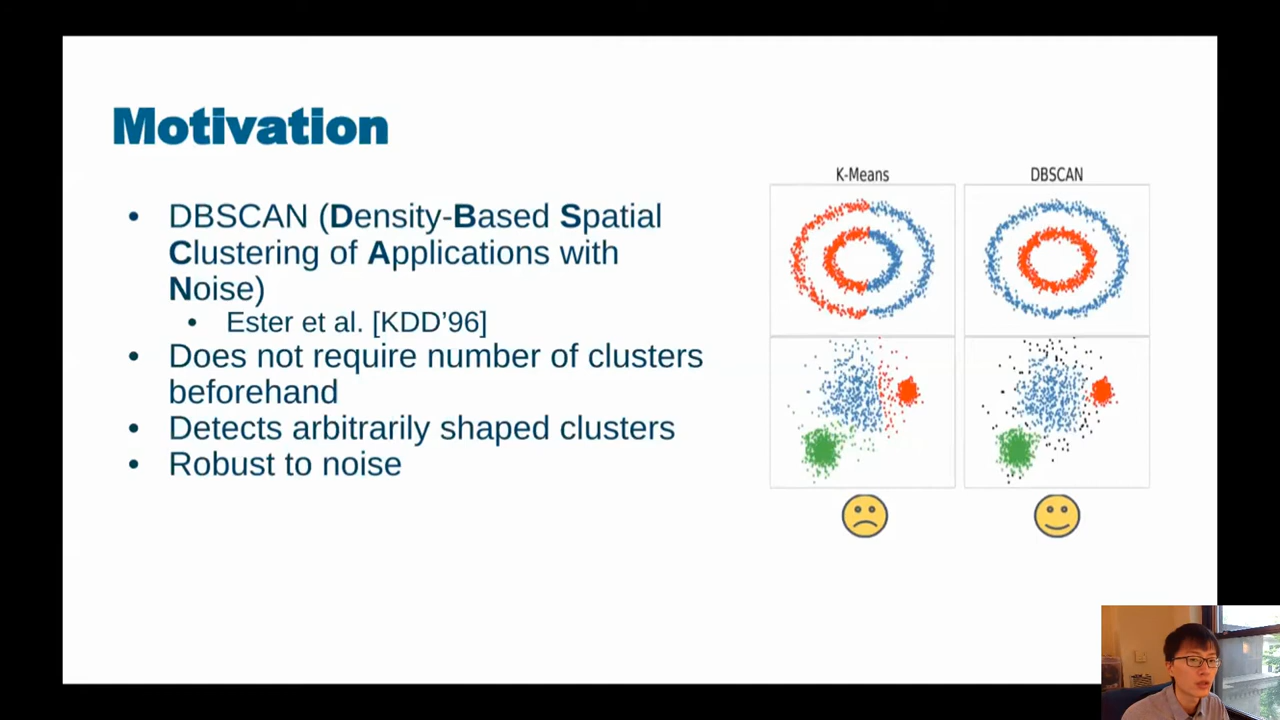 Motivation
• DBSCAN (Density-Based Spatial
Clustering of Applications with
Noise)
• Ester et al. [KDD’96]
• Does not require number of clusters
beforehand
• Detects arbitrarily shaped clusters
• Robust to noise
K-Means
DBSCAN